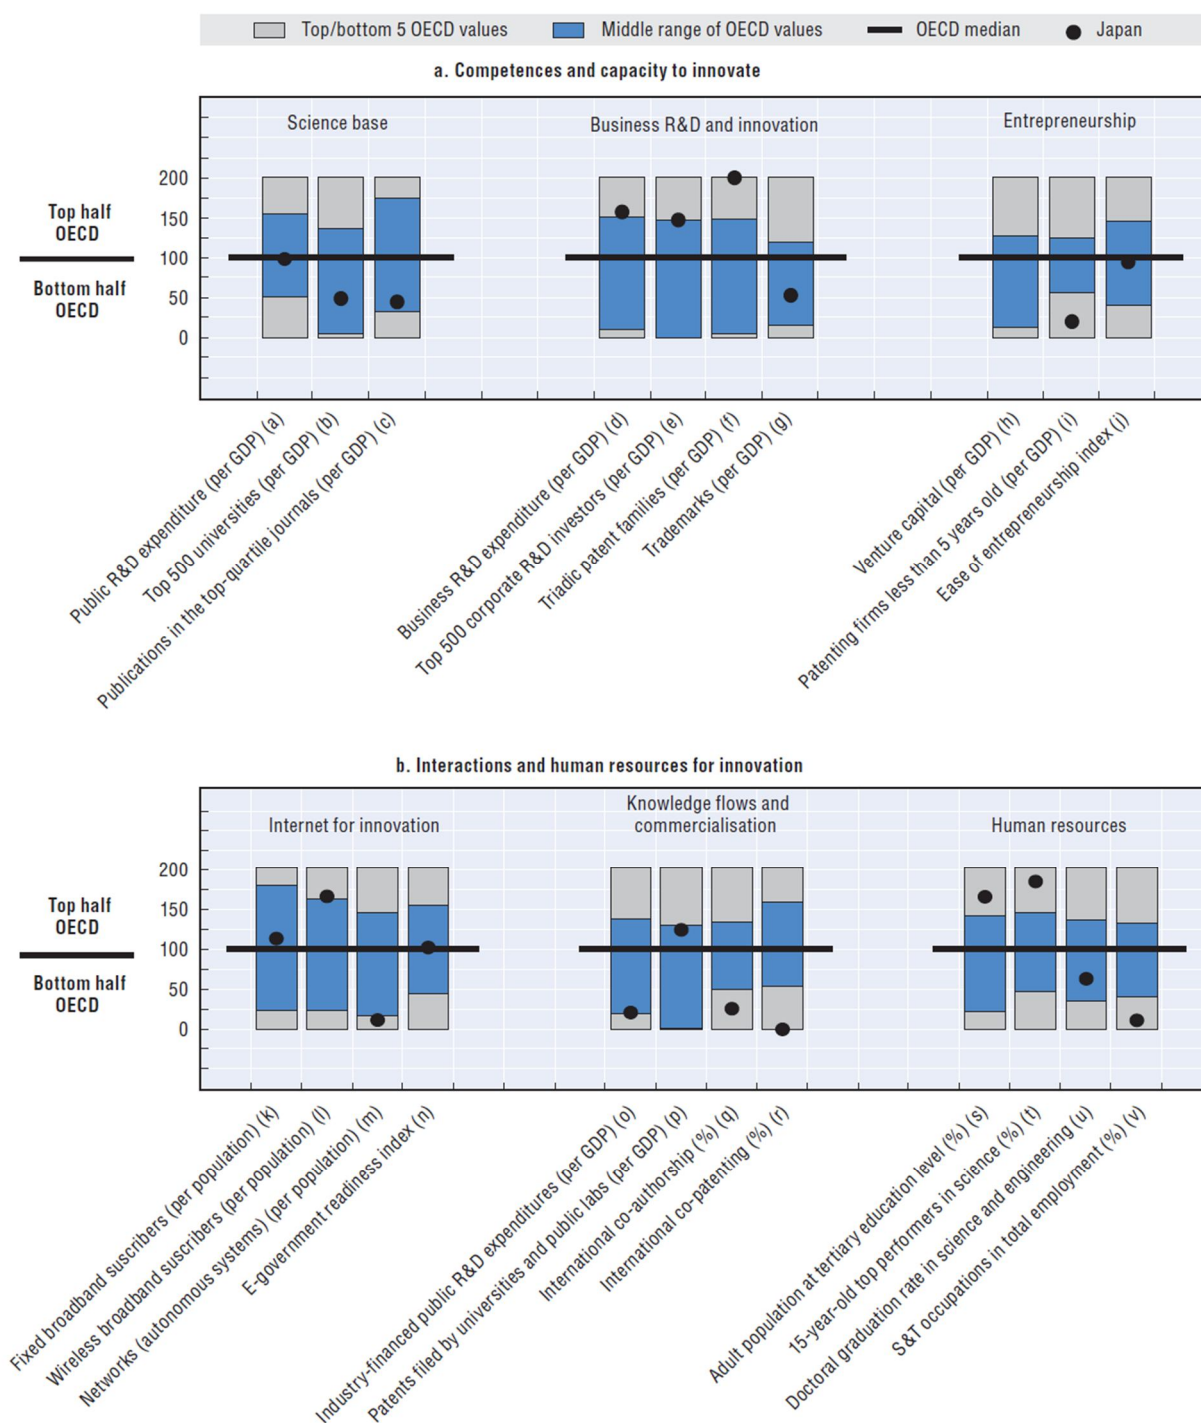 Top/bottom 5 OECD values Middle range of OECD values OECD median Japan
a. Competences and capacity to innovate
Science base
Business R&D and innovation
Entrepreneurship
200
150
100
50
0
Top half
OECD
Bottom half
OECD
Public R&D expenditure (per GDP) (a)
Top 500 universities (per GDP) (b)
Publications in the top-quartile journals (per GDP) (c)
Business R&D expenditure (per GDP) (d)
Top 500 corporate R&D investors (per GDP) (e)
Triadic patent families (per GDP) (f)
Trademarks (per GDP) (g)
Venture capital (per GDP) (h)
Patenting firms less than 5 years old (per GDP) (i)
Ease of entrepreneurship index (j)
b. Interactions and human resources for innovation
Internet for innovation
Knowledge flows and
commercialisation
Human resources
200
150
100
50
0
Top half
OECD
Bottom half
OECD
Fixed broadband suscribers (per population) (k)
Wireless broadband suscribers (per population) (l)
Networks (autonomous systems) (per population) (m)
E-government readiness index (n)
Industry-financed public R&D expenditures (per GDP) (o)
Patents filed by universities and public labs (per GDP) (p)
International co-authorship (%) (q)
International co-patenting (%) (r)
Adult population at tertiary education level (%) (s)
15-year-old top performers in science (%) (t)
Doctoral graduation rate in science and engineering (u)
S&T occupations in total employment (%) (v)